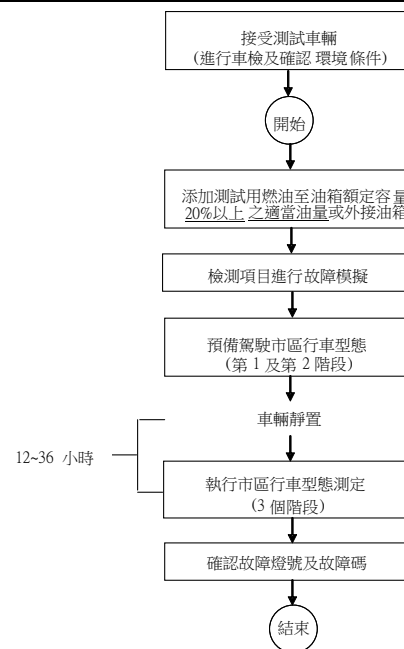 接受測試車輛
(進行車檢及確認 環境條件)
開始
添加測試用燃油至油箱額定容量
20%以上 之適當油量或外接油箱
檢測項目進行故障模擬
預備駕駛市區行車型態
(第 1 及第 2 階段)
車輛靜置
12~36 小時
執行市區行車型態測定
(3 個階段)
確認故障燈號及故障碼
結束